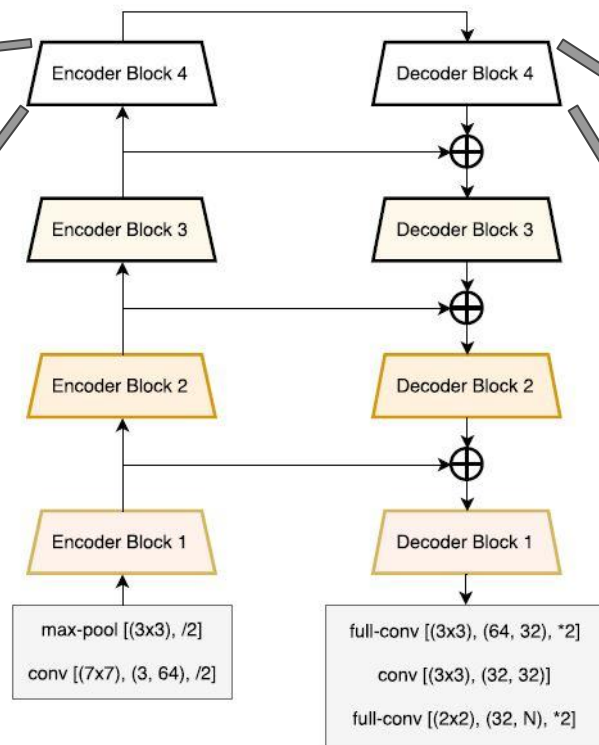 Encoder Block 4
Decoder Block 4
Encoder Block 3
Decoder Block 3
Encoder Block 2
Decoder Block 2
Encoder Block 1
Decoder Block 1
max-pool [(3x3), /2]
conv [(7x7), (3, 64), /2]
full-conv [(3x3), (64, 32), *2]
conv [(3x3), (32, 32)]
full-conv [(2x2), (32, N), *2]